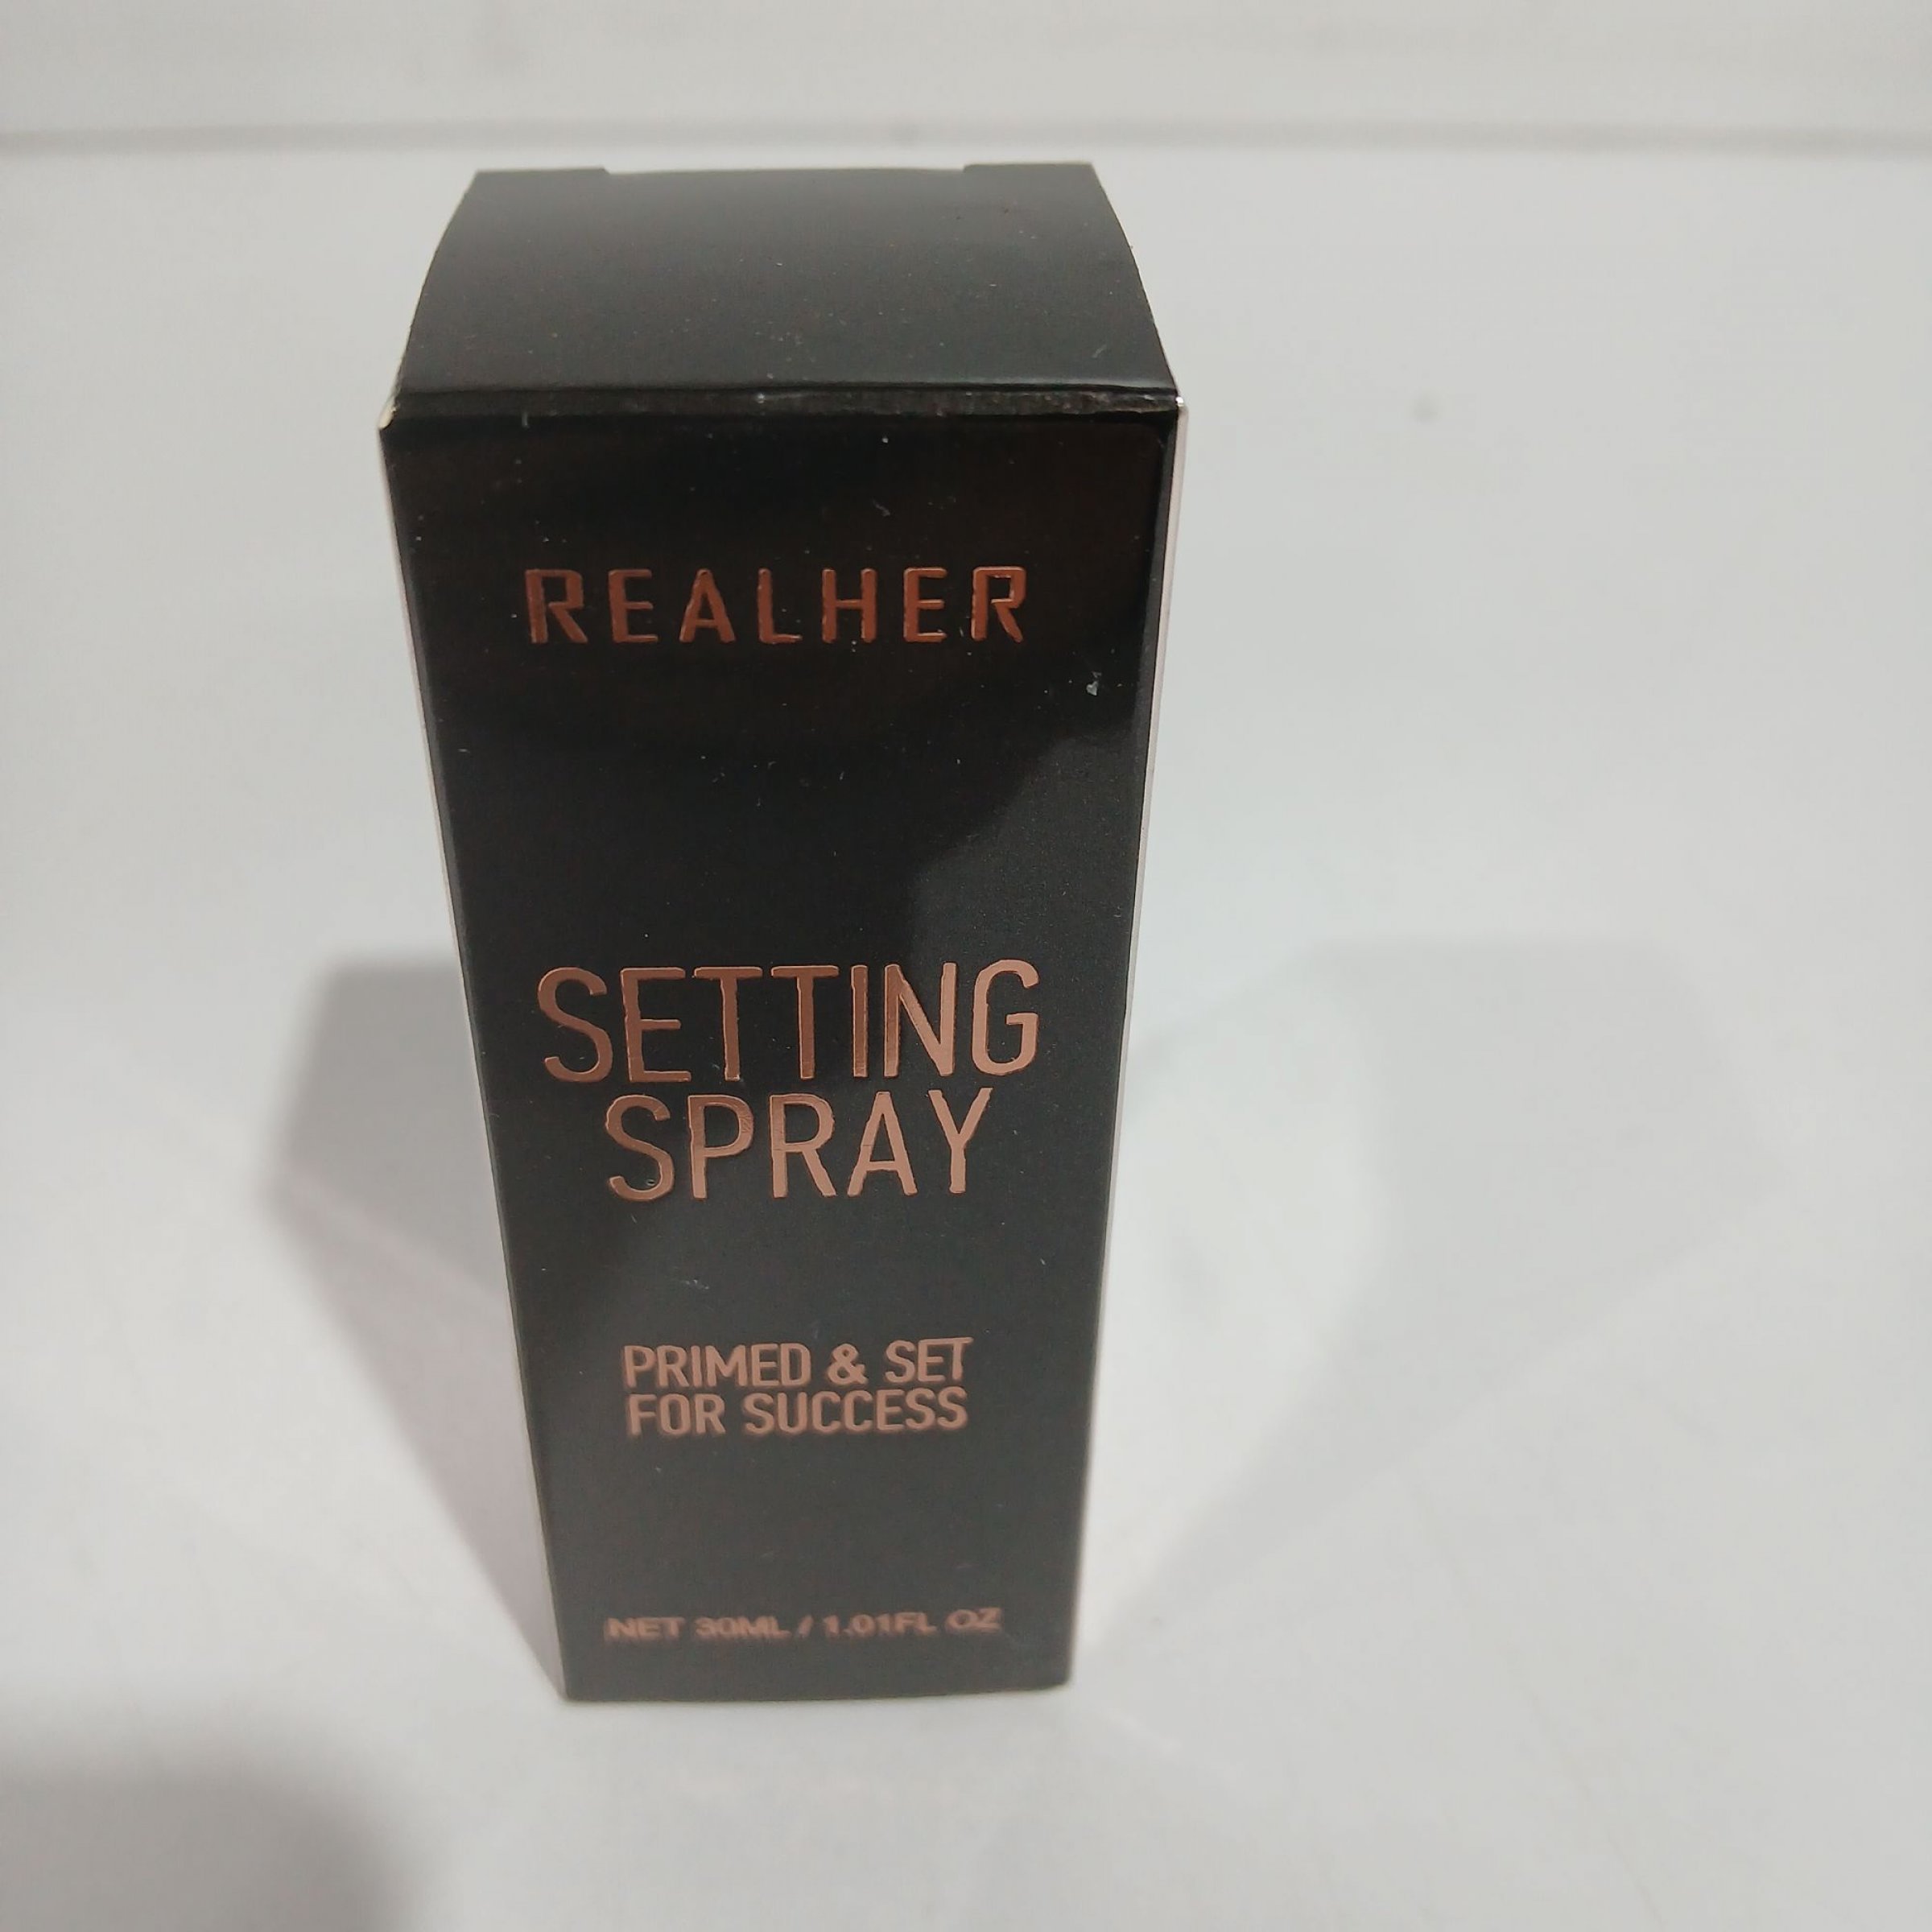 REALHER
SETTING
SPRAY
PRIMED & SET
FOR SUCCESS
NET 30ML / 1.01FL OZ